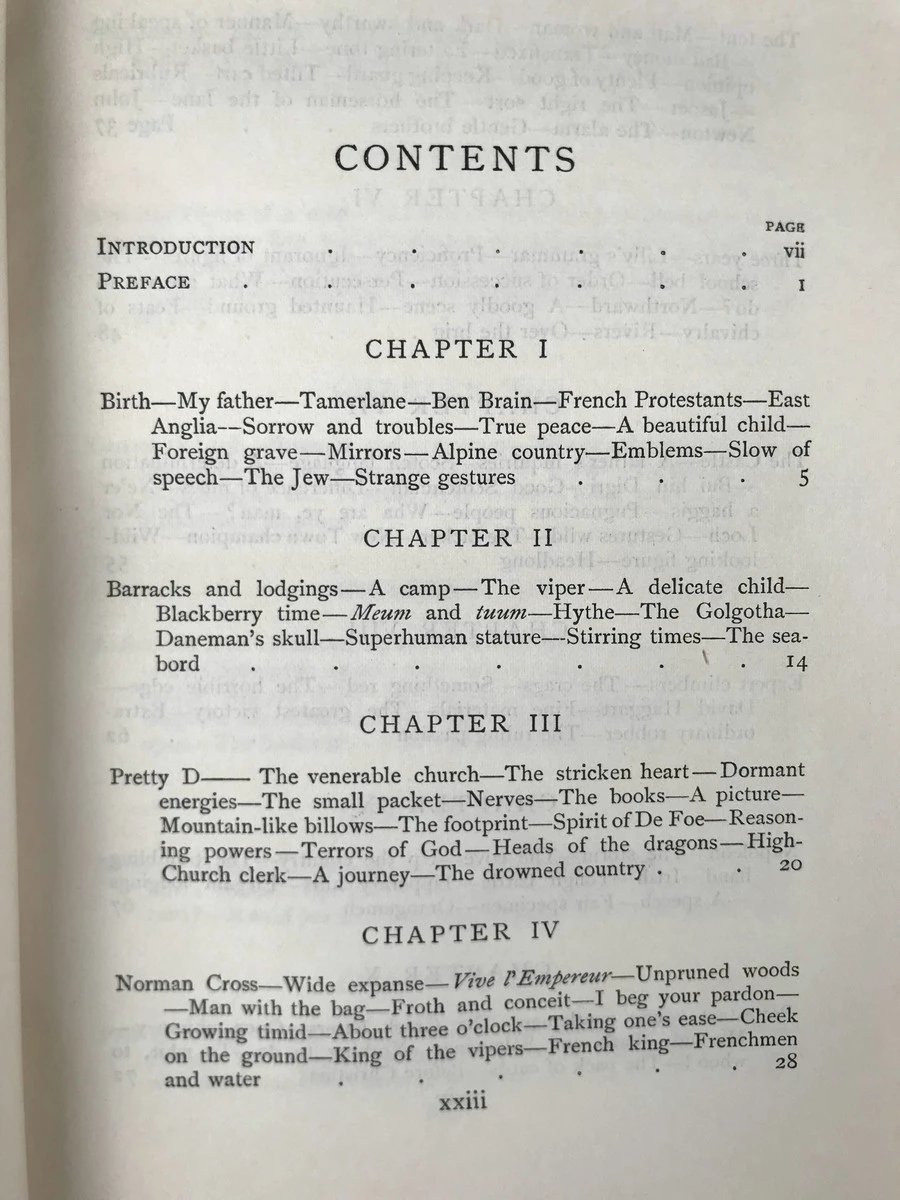 CONTENTS
PAGE
INTRODUCTION . . . . . . vii
PREFACE . . . . . . . 1
CHAPTER I
Birth—My father—Tamerlane—Ben Brain—French Protestants—East
Anglia--Sorrow and troubles—True peace—A beautiful child—
Foreign grave—Mirrors—Alpine country—Emblems—Slow of
speech—The Jew—Strange gestures . . . 5
CHAPTER II
Barracks and lodgings—A camp—The viper—A delicate child—
Blackberry time—Meum and tuum—Hythe—The Golgotha—
Daneman's skull—Superhuman stature—Stirring times—The sea-
bord . . . . . . . 14
CHAPTER III
Pretty D—— The venerable church—The stricken heart—Dormant
energies—The small packet—Nerves—The books—A picture—
Mountain-like billows—The footprint—Spirit of De Foe—Reason-
ing powers—Terrors of God—Heads of the dragons—High-
Church clerk—A journey—The drowned country . . 20
CHAPTER IV
Norman Cross—Wide expanse—Vive l'Empereur—Unpruned woods
—Man with the bag—Froth and conceit—I beg your pardon—
Growing timid—About three o'clock—Taking one's ease—Cheek
on the ground—King of the vipers—French king—Frenchmen
and water . . . . . . 28
xxiii